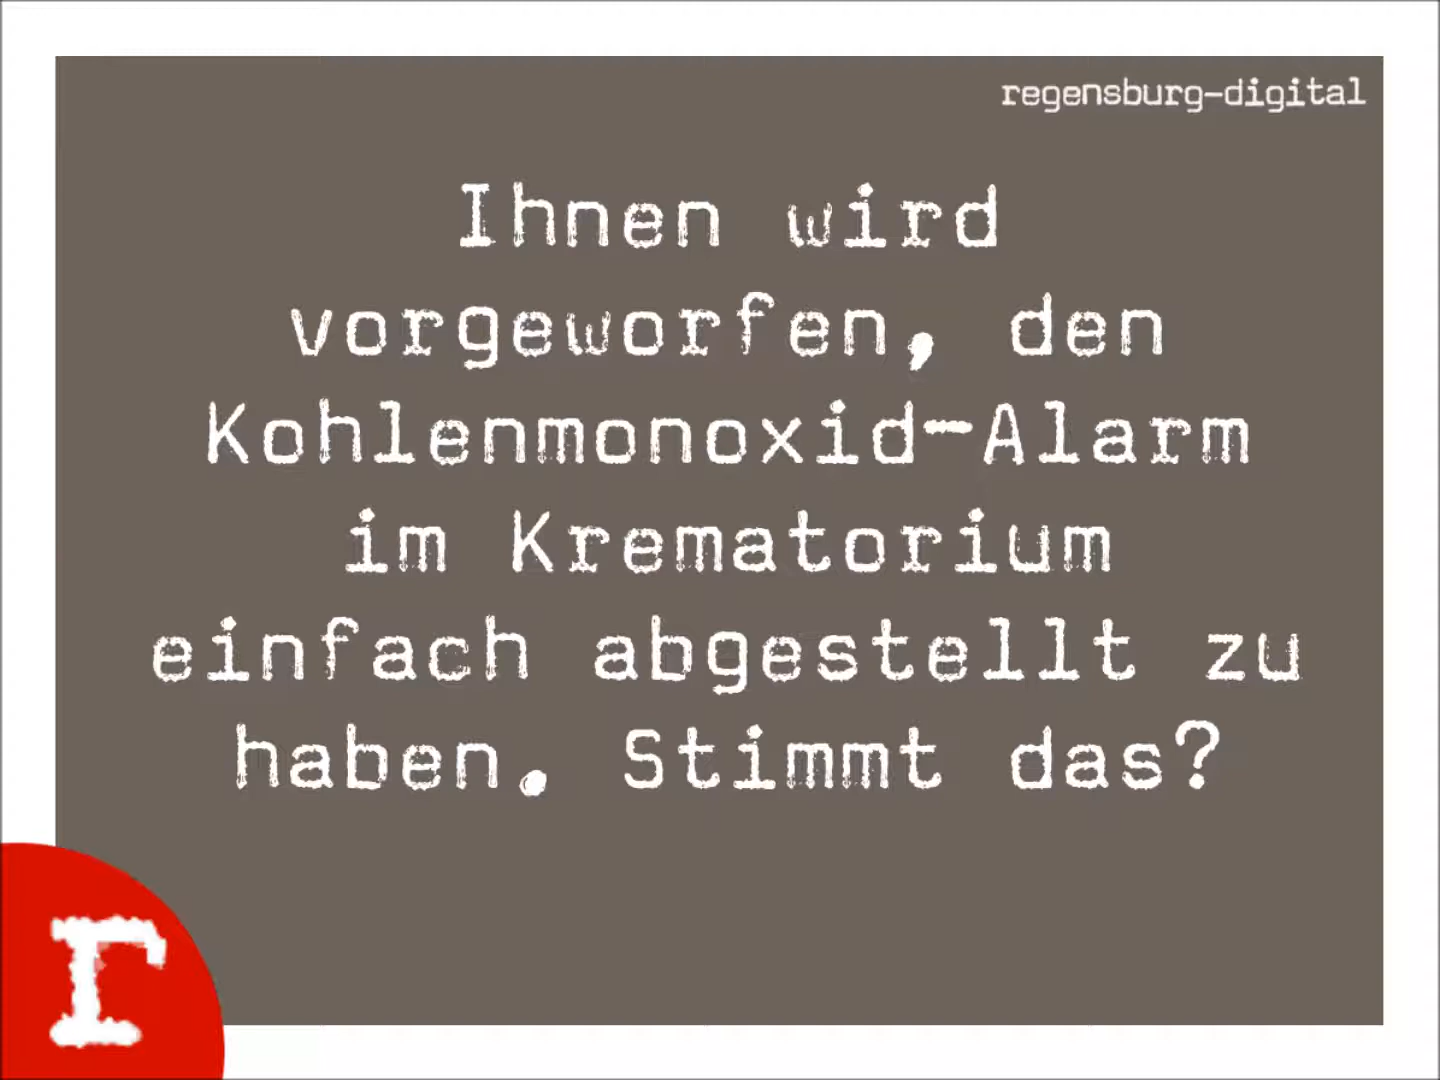 regensburg-digital
Ihnen wird
vorgeworfen, den
Kohlenmonoxid-Alarm
im Krematorium
einfach abgestellt zu
haben. Stimmt das?
r